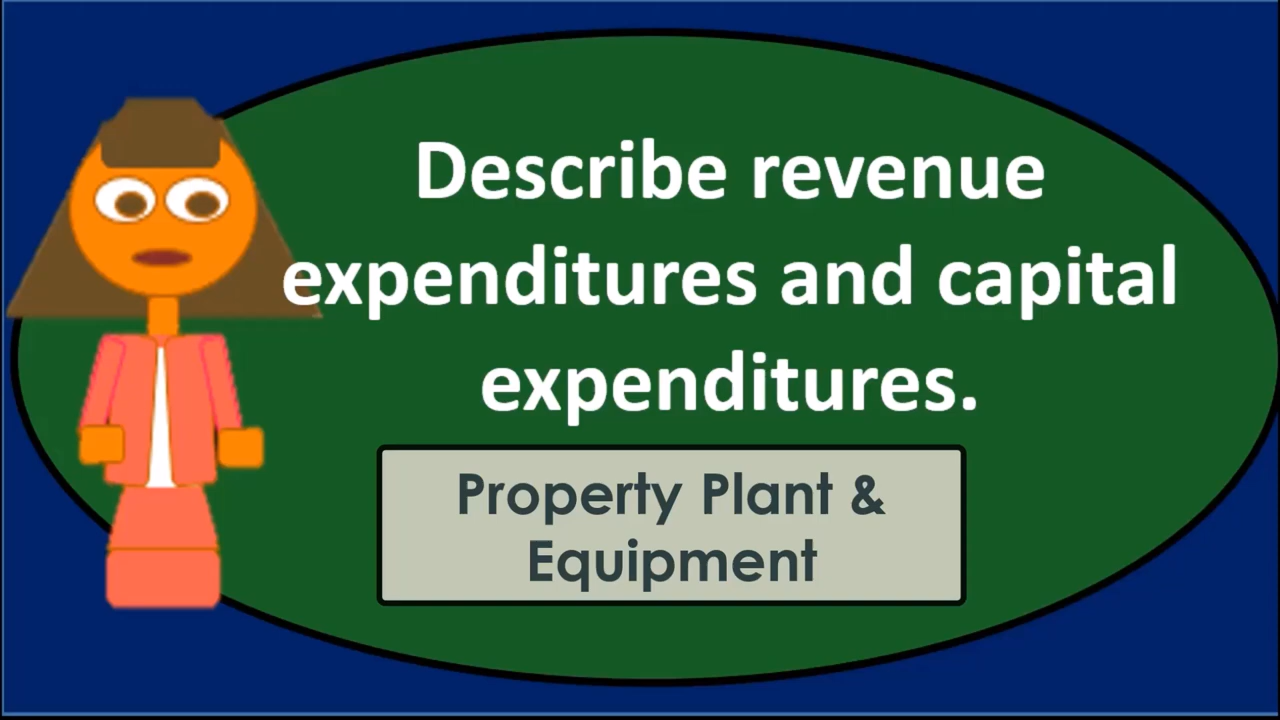 Describe revenue
expenditures and capital
expenditures.
Property Plant &
Equipment